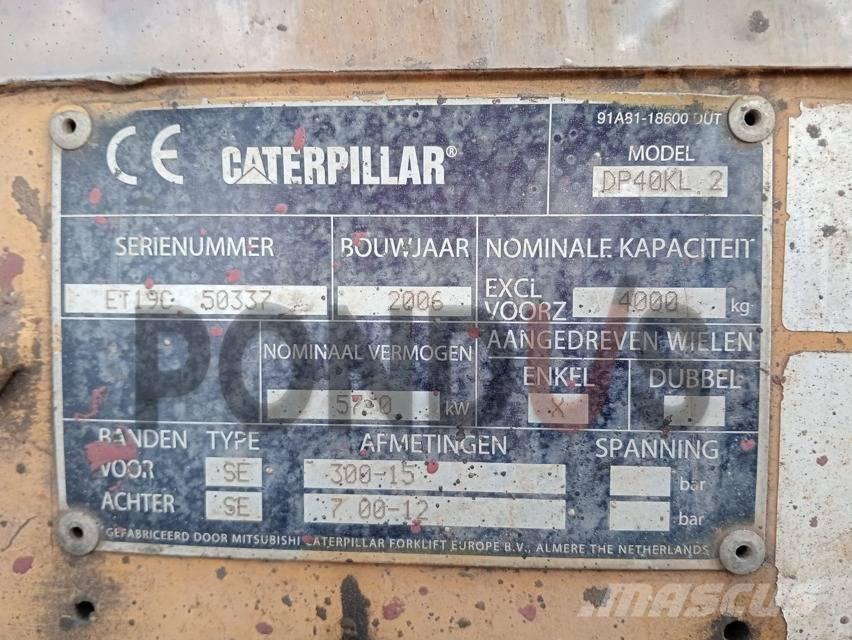 91A81-18600 DUT
CE CATERPILLAR®
MODEL
DP40KL 2
SERIENUMMER
BOUWJAAR
NOMINALE KAPACITEIT
ET19C 50337
2006
EXCL
VOORZ
4000 kg
AANGEDREVEN WIELEN
NOMINAAL VERMOGEN
ENKEL
DUBBEL
kW
X
BANDEN
TYPE
AFMETINGEN
SPANNING
VOOR
SE
300-15
bar
ACHTER
SE
7.00-12
bar
GEFABRICEERD DOOR MITSUBISHI CATERPILLAR FORKLIFT EUROPE B.V., ALMERE THE NETHERLANDS
PONDUS
MASCUS